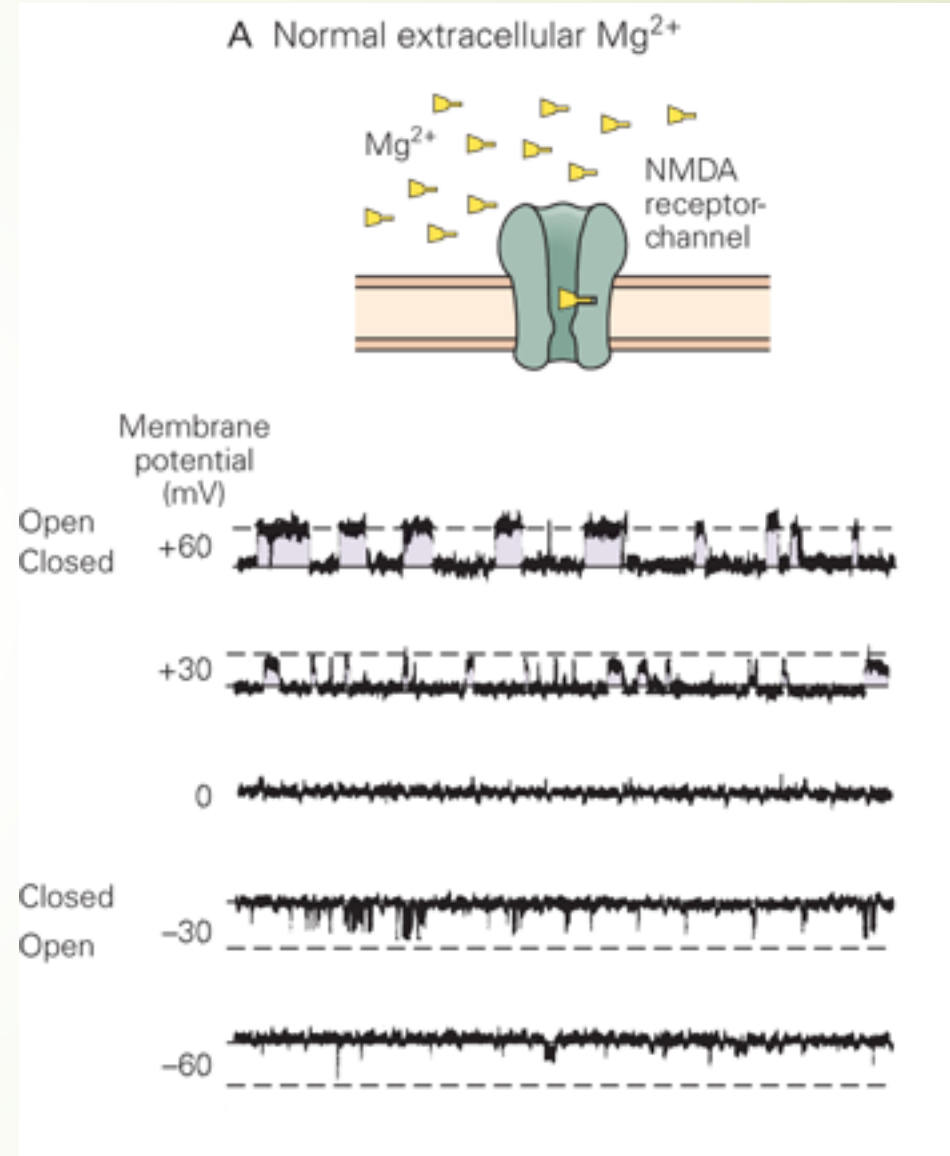 A Normal extracellular Mg²⁺
Mg²⁺
NMDA
receptor-
channel
Membrane
potential
(mV)
Open
Closed
+60
+30
0
Closed
Open
–30
–60